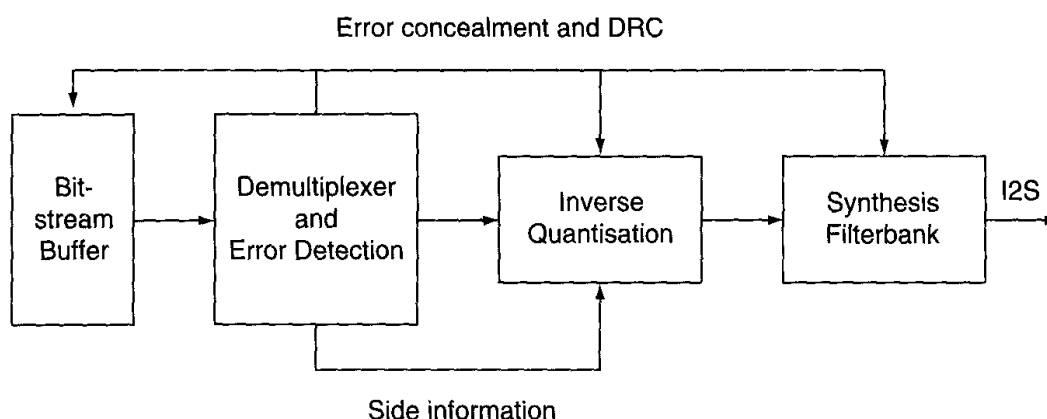 Error concealment and DRC
Bit-
stream
Buffer
Demultiplexer
and
Error Detection
Inverse
Quantisation
Synthesis
Filterbank
I2S
Side information